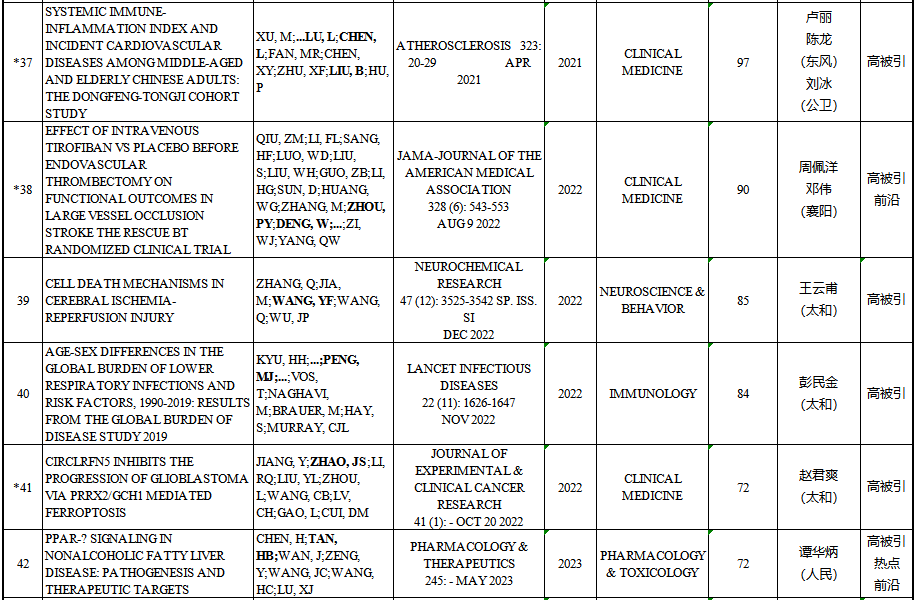 *37
SYSTEMIC IMMUNE-
INFLAMMATION INDEX AND
INCIDENT CARDIOVASCULAR
DISEASES AMONG MIDDLE-AGED
AND ELDERLY CHINESE ADULTS:
THE DONGFENG-TONGJI COHORT
STUDY
XU, M;...LU, L;CHEN,
L;FAN, MR;CHEN,
XY;ZHU, XF;LIU, B;HU,
P
ATHEROSCLEROSIS 323:
20-29 APR
2021
2021
CLINICAL
MEDICINE
97
卢丽
陈龙
(东风)
刘冰
(公卫)
高被引
*38
EFFECT OF INTRAVENOUS
TIROFIBAN VS PLACEBO BEFORE
ENDOVASCULAR
THROMBECTOMY ON
FUNCTIONAL OUTCOMES IN
LARGE VESSEL OCCLUSION
STROKE THE RESCUE BT
RANDOMIZED CLINICAL TRIAL
QIU, ZM;LI, FL;SANG,
HF;LUO, WD;LIU,
S;LIU, WH;GUO, ZB;LI,
HG;SUN, D;HUANG,
WG;ZHANG, M;ZHOU,
PY;DENG, W;...;ZI,
WJ;YANG, QW
JAMA-JOURNAL OF THE
AMERICAN MEDICAL
ASSOCIATION
328 (6): 543-553
AUG 9 2022
2022
CLINICAL
MEDICINE
90
周佩洋
邓伟
(襄阳)
高被引
前沿
39
CELL DEATH MECHANISMS IN
CEREBRAL ISCHEMIA-
REPERFUSION INJURY
ZHANG, Q;JIA,
M;WANG, YF;WANG,
Q;WU, JP
NEUROCHEMICAL
RESEARCH
47 (12): 3525-3542 SP. ISS.
SI
DEC 2022
2022
NEUROSCIENCE &
BEHAVIOR
85
王云甫
(太和)
高被引
40
AGE-SEX DIFFERENCES IN THE
GLOBAL BURDEN OF LOWER
RESPIRATORY INFECTIONS AND
RISK FACTORS, 1990-2019: RESULTS
FROM THE GLOBAL BURDEN OF
DISEASE STUDY 2019
KYU, HH;...;PENG,
MJ;...;VOS,
T;NAGHAVI,
M;BRAUER, M;HAY,
S;MURRAY, CJL
LANCET INFECTIOUS
DISEASES
22 (11): 1626-1647
NOV 2022
2022
IMMUNOLOGY
84
彭民金
(太和)
高被引
*41
CIRCLRFN5 INHIBITS THE
PROGRESSION OF GLIOBLASTOMA
VIA PRRX2/GCH1 MEDIATED
FERROPTOSIS
JIANG, Y;ZHAO, JS;LI,
RQ;LIU, YL;ZHOU,
L;WANG, CB;LV,
CH;GAO, L;CUI, DM
JOURNAL OF
EXPERIMENTAL &
CLINICAL CANCER
RESEARCH
41 (1): - OCT 20 2022
2022
CLINICAL
MEDICINE
72
赵君爽
(太和)
高被引
42
PPAR-? SIGNALING IN
NONALCOHOLIC FATTY LIVER
DISEASE: PATHOGENESIS AND
THERAPEUTIC TARGETS
CHEN, H;TAN,
HB;WAN, J;ZENG,
Y;WANG, JC;WANG,
HC;LU, XJ
PHARMACOLOGY &
THERAPEUTICS
245: - MAY 2023
2023
PHARMACOLOGY
& TOXICOLOGY
72
谭华炳
(人民)
高被引
热点
前沿